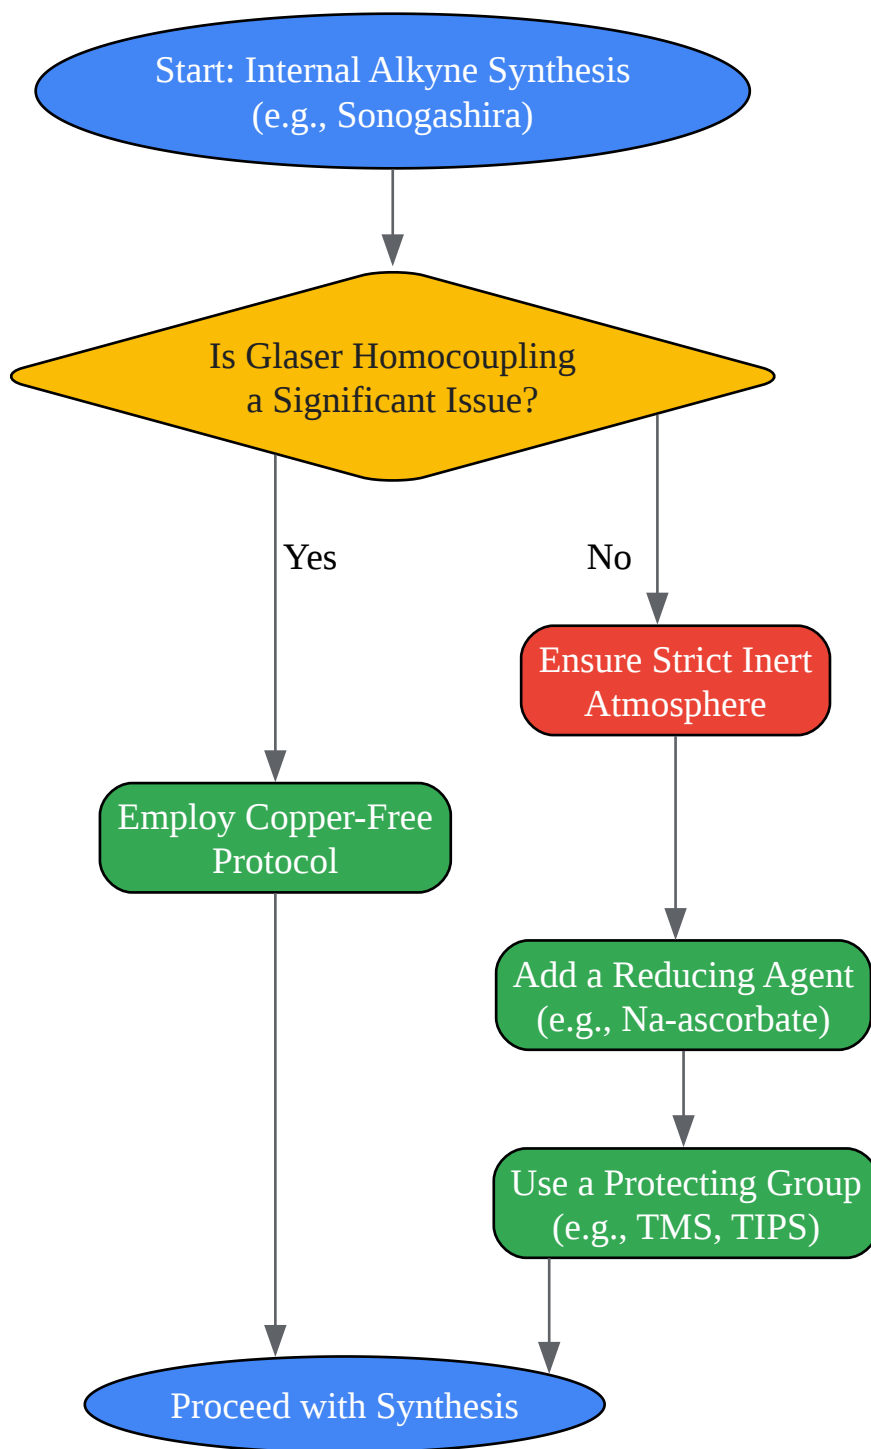 Start: Internal Alkyne Synthesis
(e.g., Sonogashira)
Is Glaser Homocoupling
a Significant Issue?
Yes
No
Ensure Strict Inert
Atmosphere
Employ Copper-Free
Protocol
Add a Reducing Agent
(e.g., Na-ascorbate)
Use a Protecting Group
(e.g., TMS, TIPS)
Proceed with Synthesis